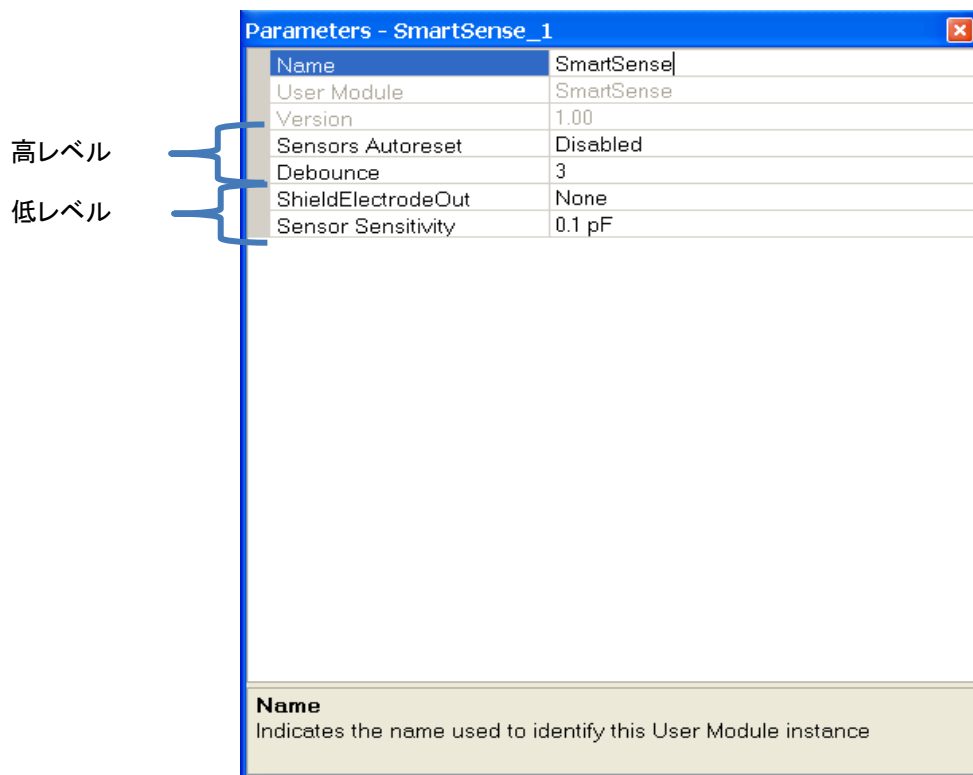 Parameters - SmartSense_1
Name SmartSense
User Module SmartSense
Version 1.00
高レベル
Sensors Autoreset Disabled
Debounce 3
低レベル
ShieldElectrodeOut None
Sensor Sensitivity 0.1 pF
Name
Indicates the name used to identify this User Module instance